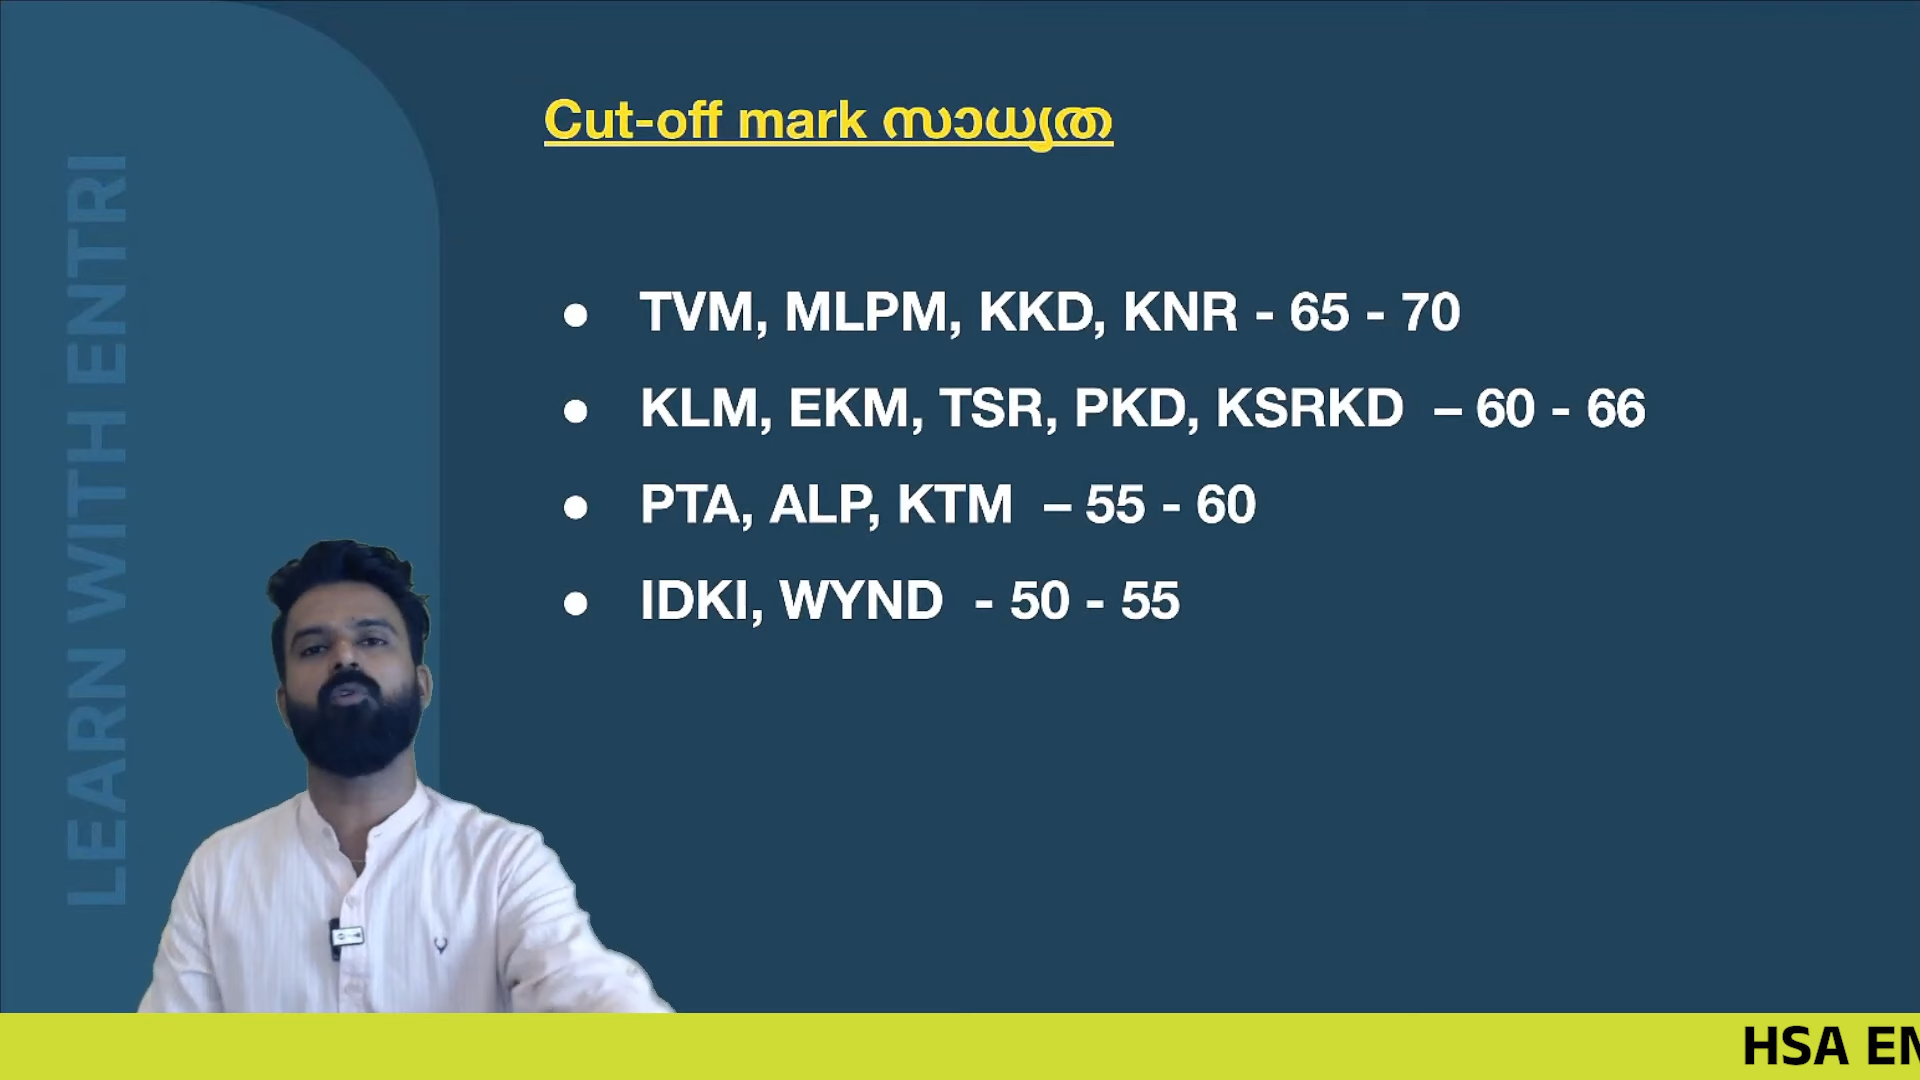 Cut-off mark സാധ്യത
TVM, MLPM, KKD, KNR - 65 - 70
KLM, EKM, TSR, PKD, KSRKD – 60 - 66
PTA, ALP, KTM – 55 - 60
IDKI, WYND - 50 - 55
LEARN WITH ENTRI
HSA EN